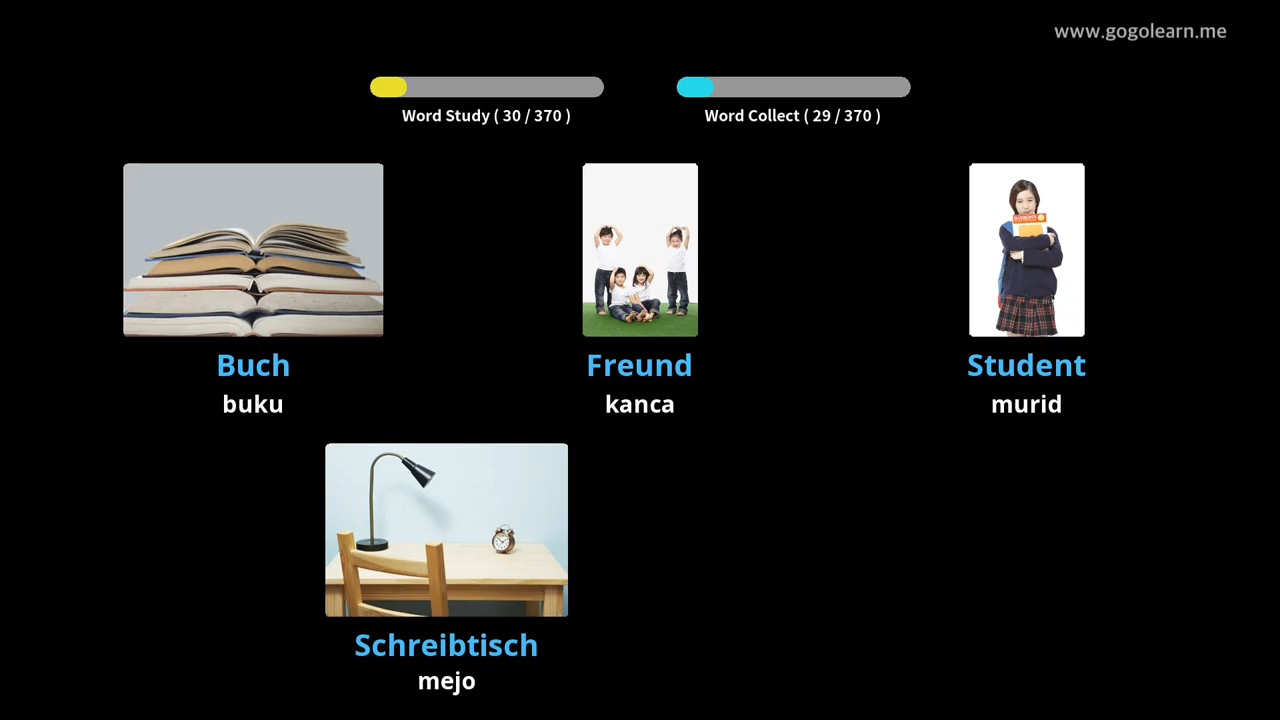 www.gogolearn.me
Word Study ( 30 / 370 )
Word Collect ( 29 / 370 )
Buch
buku
Freund
kanca
Student
murid
Schreibtisch
mejo